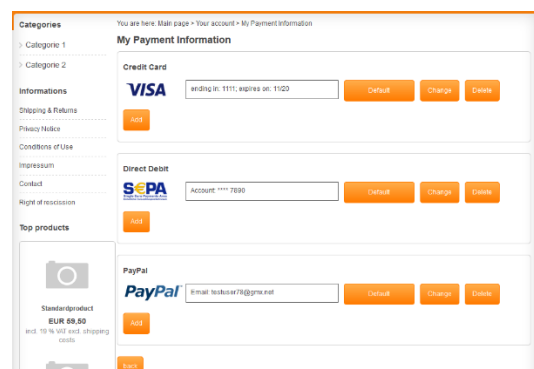 Categories
Categorie 1
Categorie 2
Informations
Shipping & Returns
Privacy Notice
Conditions of Use
Impressum
Contact
Right of rescission
Top products
Standardproduct
EUR 59,50
incl. 19 % VAT excl. shipping
costs
You are here: Main page > Your account > My Payment Information
My Payment Information
Credit Card
VISA
ending in: 1111; expires on: 11/20
Default
Change
Delete
Add
Direct Debit
S€PA
Account: **** 7890
Default
Change
Delete
Add
PayPal
PayPal
Email: testuser78@gmx.net
Default
Change
Delete
Add
Back